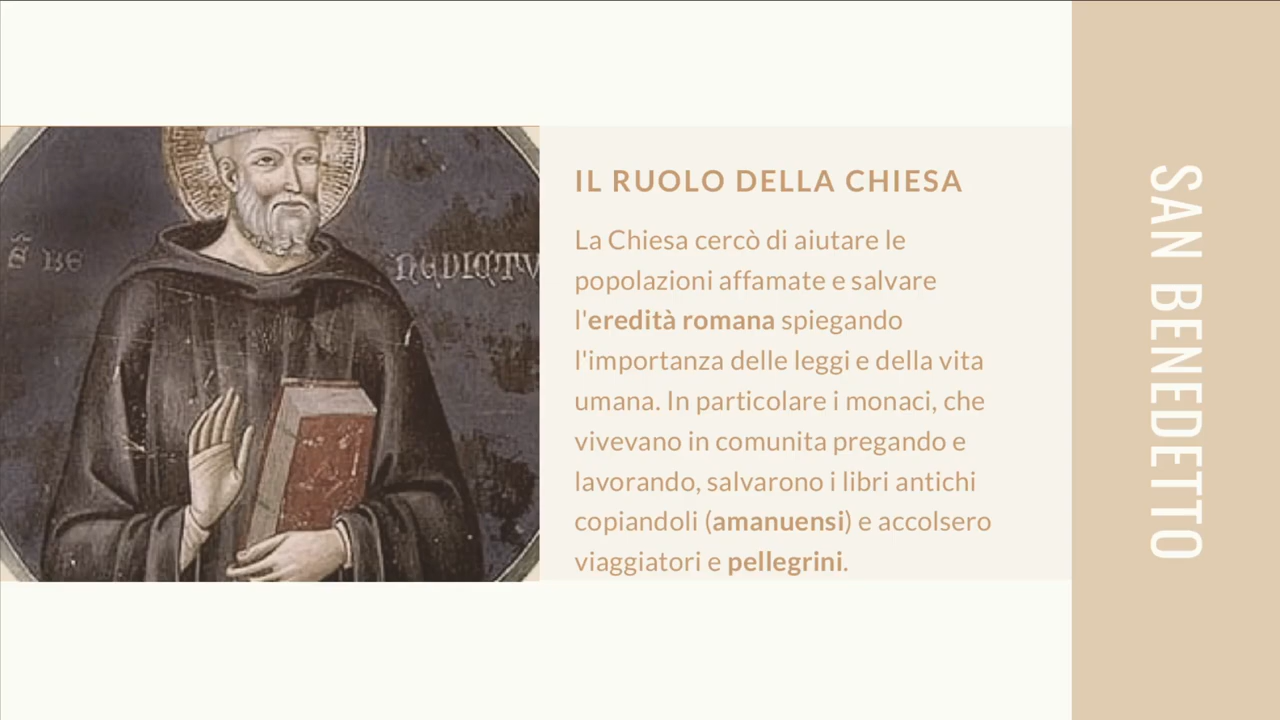 IL RUOLO DELLA CHIESA
La Chiesa cercò di aiutare le
popolazioni affamate e salvare
l'eredità romana spiegando
l'importanza delle leggi e della vita
umana. In particolare i monaci, che
vivevano in comunita pregando e
lavorando, salvarono i libri antichi
copiandoli (amanuensi) e accolsero
viaggiatori e pellegrini.
SAN BENEDETTO